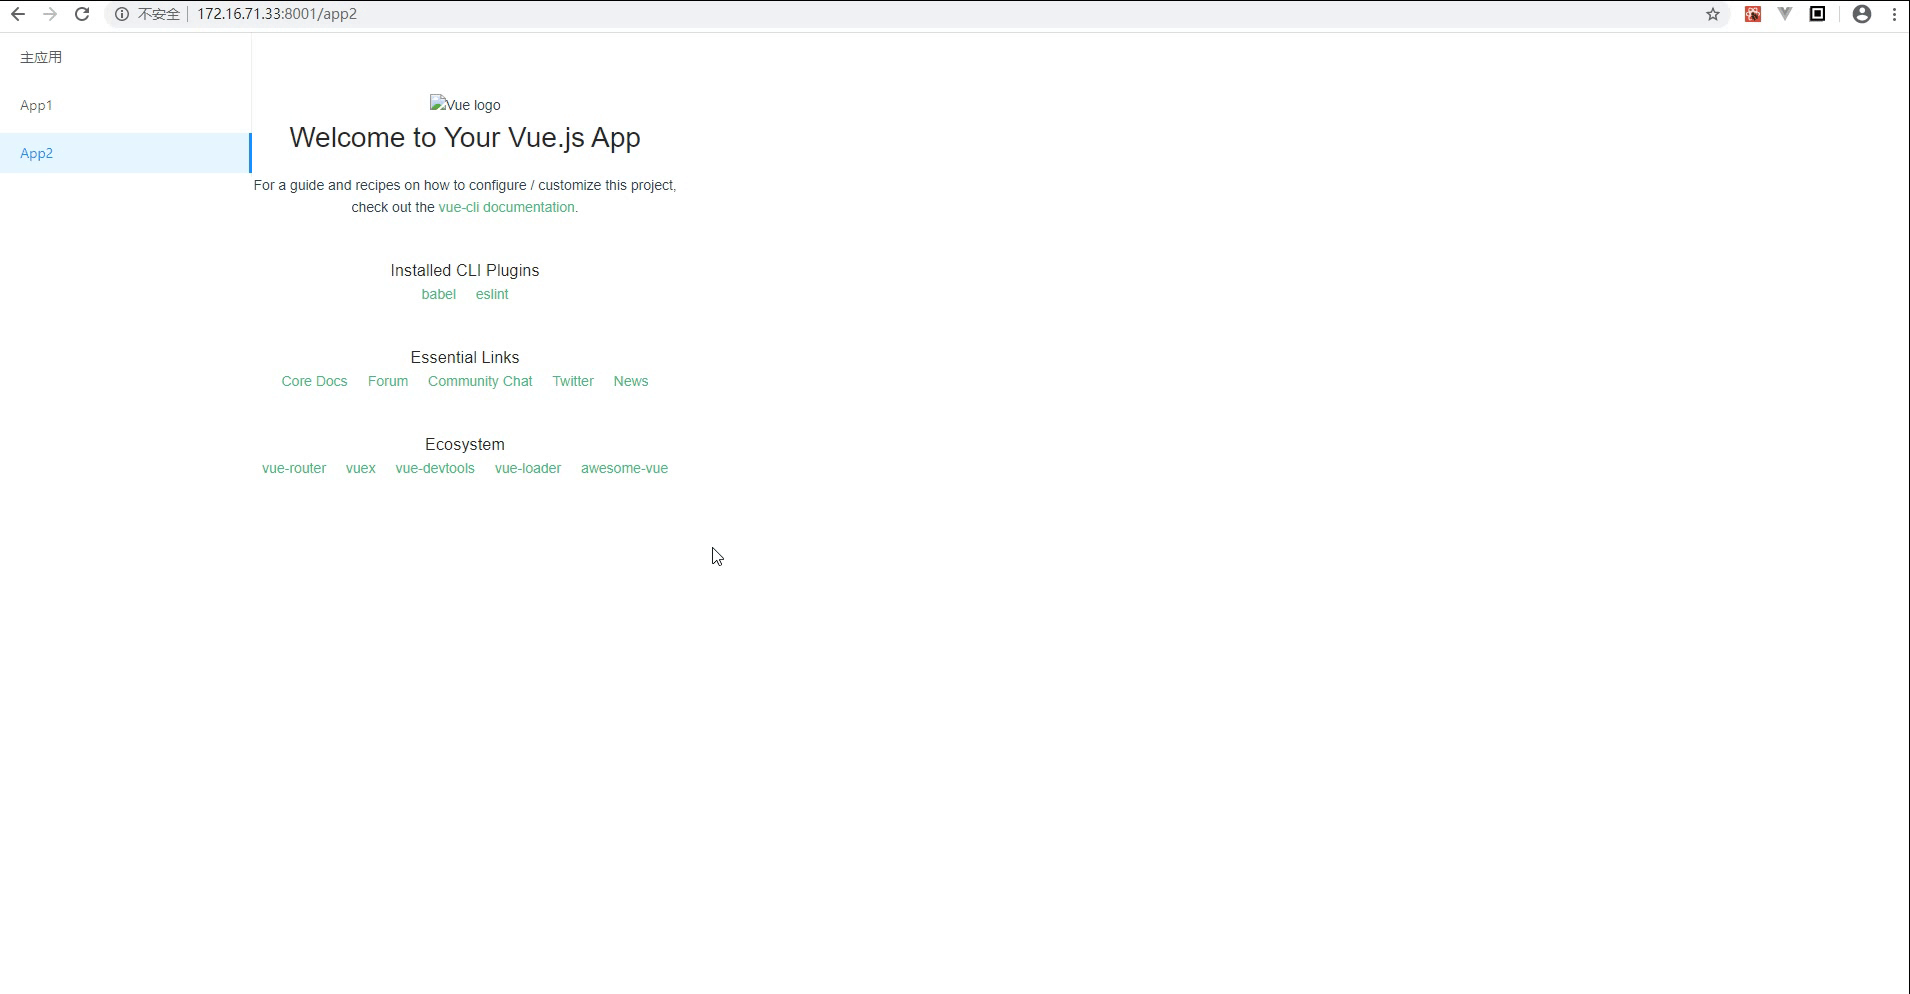 不安全 172.16.71.33:8001/app2
主应用
App1
App2
Vue logo
Welcome to Your Vue.js App
For a guide and recipes on how to configure / customize this project,
check out the vue-cli documentation.
Installed CLI Plugins
babel eslint
Essential Links
Core Docs Forum Community Chat Twitter News
Ecosystem
vue-router vuex vue-devtools vue-loader awesome-vue